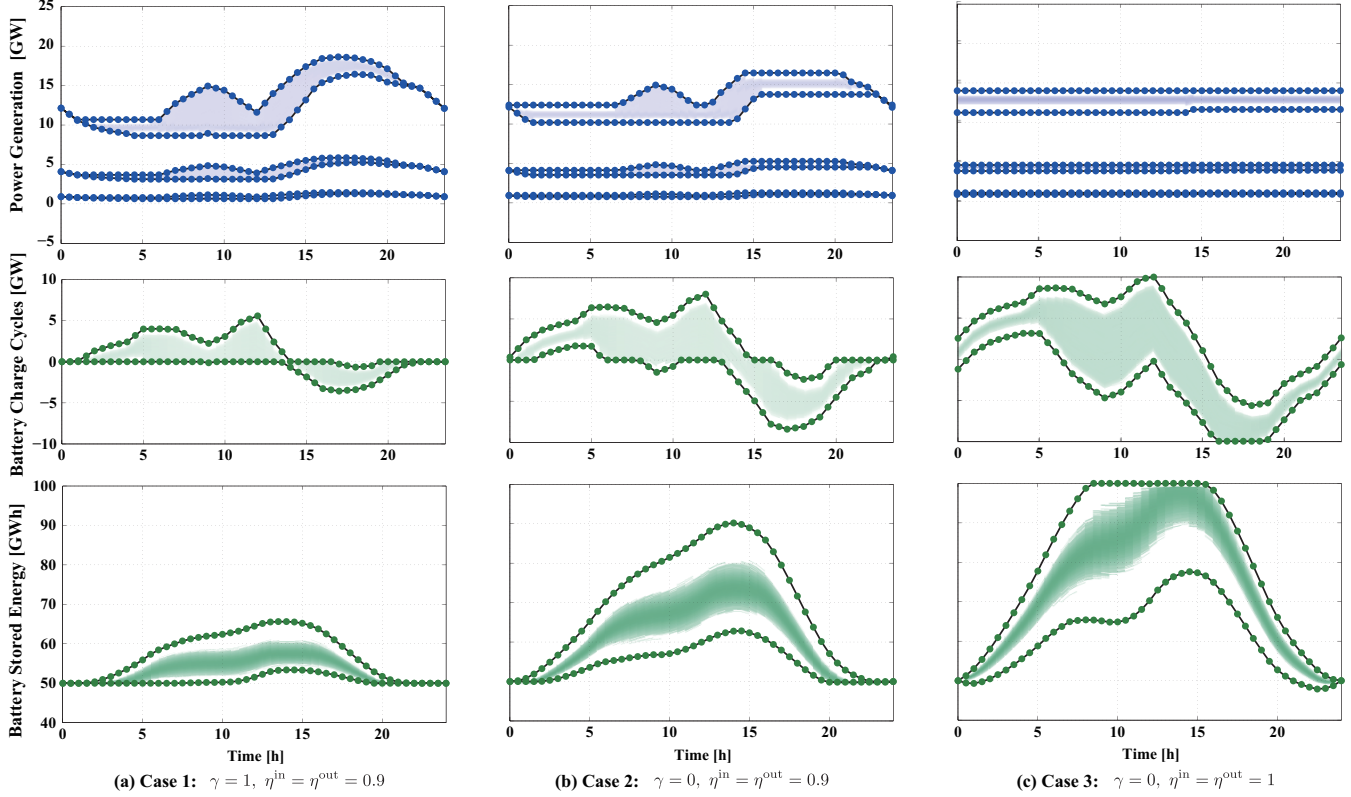 Power Generation [GW]
25
20
15
10
5
0
−5
0 5 10 15 20
0 5 10 15 20
0 5 10 15 20
Battery Charge Cycles [GW]
10
5
0
−5
−10
0 5 10 15 20
0 5 10 15 20
0 5 10 15 20
Battery Stored Energy [GWh]
100
90
80
70
60
50
40
0 5 10 15 20
0 5 10 15 20
0 5 10 15 20
Time [h]
Time [h]
Time [h]
(a) Case 1: γ = 1, η^in = η^out = 0.9
(b) Case 2: γ = 0, η^in = η^out = 0.9
(c) Case 3: γ = 0, η^in = η^out = 1